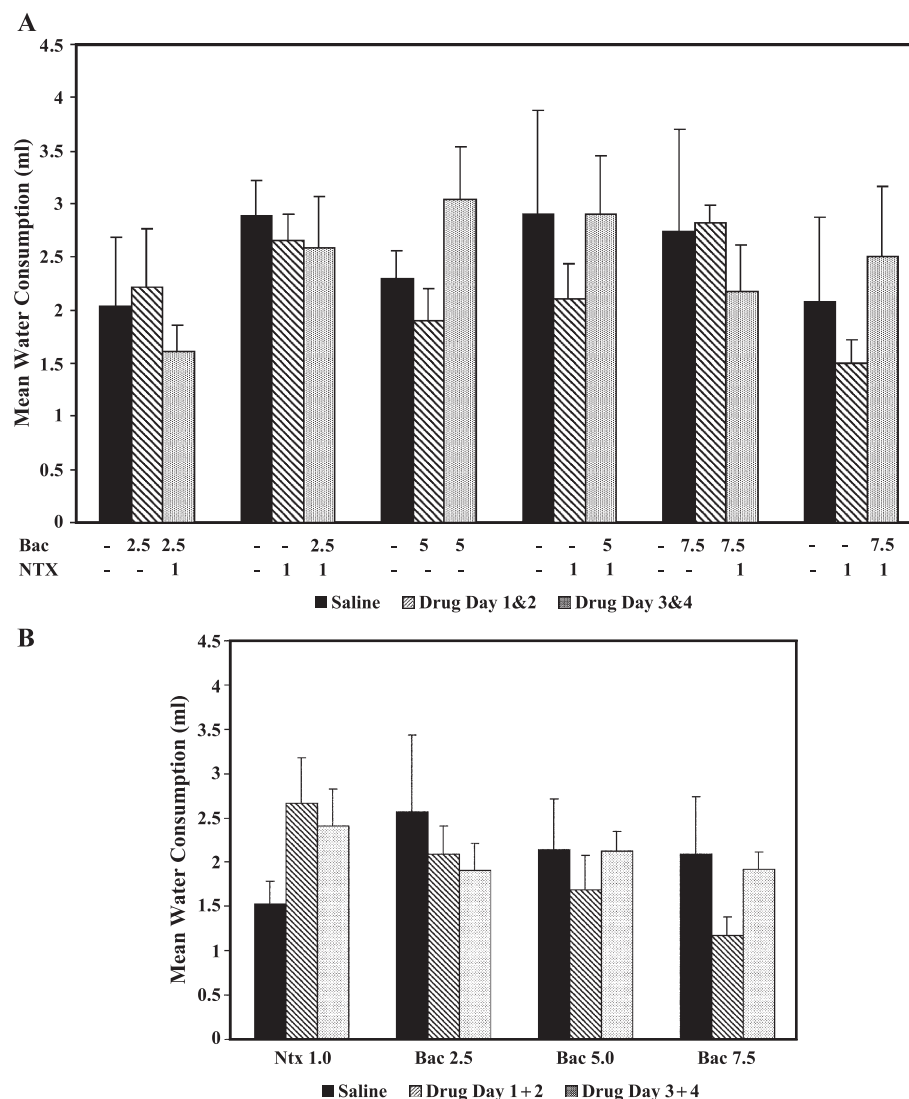 A
Mean Water Consumption (ml)
4.5
4
3.5
3
2.5
2
1.5
1
0.5
0
Bac - 2.5 2.5 - - 2.5 - 5 5 - - 5 - 7.5 7.5 - - 7.5
NTX - - 1 - 1 1 - - - - 1 1 - - 1 - 1 1
Saline Drug Day 1&2 Drug Day 3&4
B
Mean Water Consumption (ml)
4.5
4
3.5
3
2.5
2
1.5
1
0.5
0
Ntx 1.0 Bac 2.5 Bac 5.0 Bac 7.5
Saline Drug Day 1+2 Drug Day 3+4